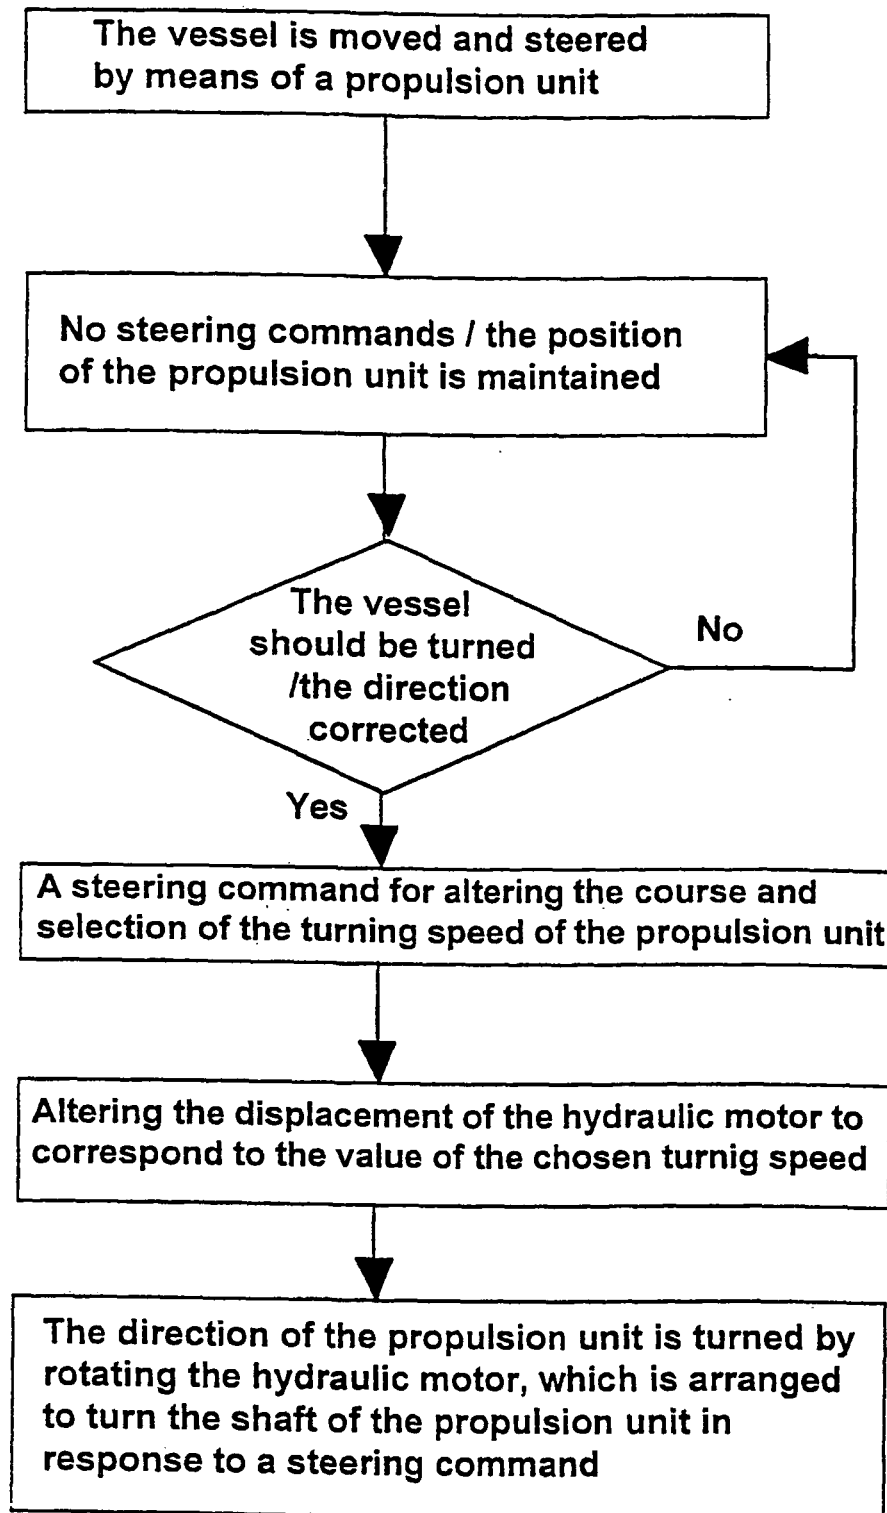 The vessel is moved and steered
by means of a propulsion unit
No steering commands / the position
of the propulsion unit is maintained
The vessel
should be turned
/the direction
corrected
No
Yes
A steering command for altering the course and
selection of the turning speed of the propulsion unit
Altering the displacement of the hydraulic motor to
correspond to the value of the chosen turnig speed
The direction of the propulsion unit is turned by
rotating the hydraulic motor, which is arranged
to turn the shaft of the propulsion unit in
response to a steering command